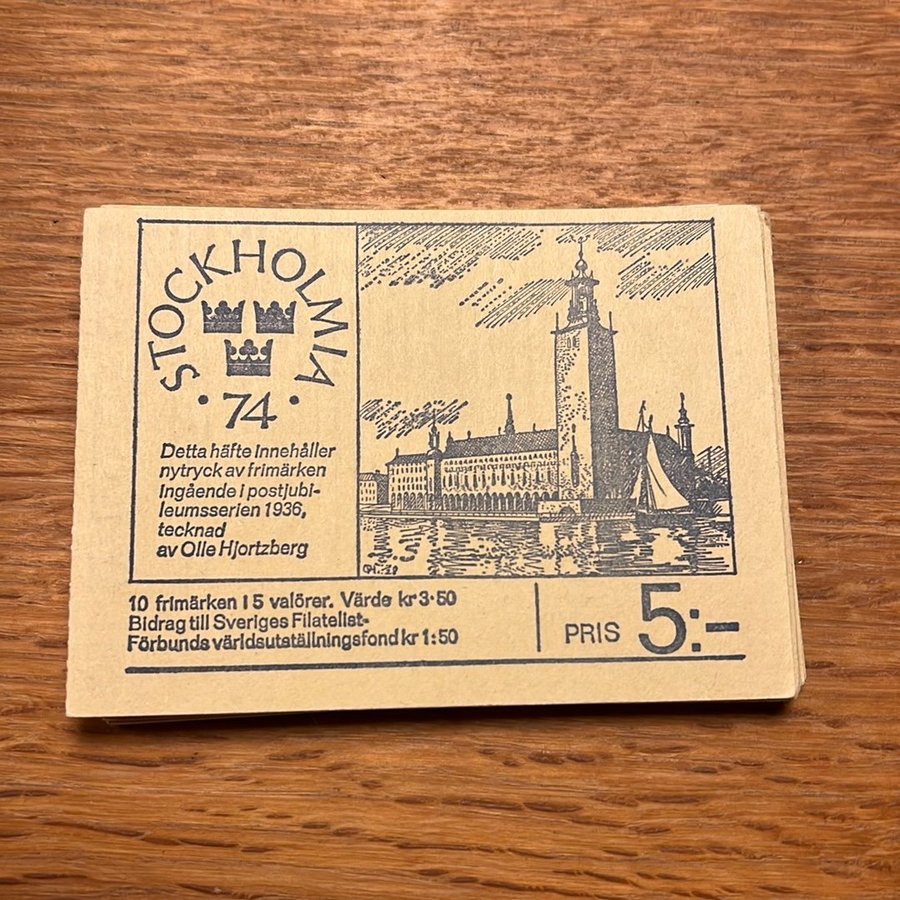 STOCKHOLMIA
· 74 ·
Detta häfte innehåller
nytryck av frimärken
ingående i postjubi-
leumsserien 1936,
tecknad
av Olle Hjortzberg
10 frimärken i 5 valörer. Värde kr 3·50
Bidrag till Sveriges Filatelist-
Förbunds världsutställningsfond kr 1:50
PRIS 5:-